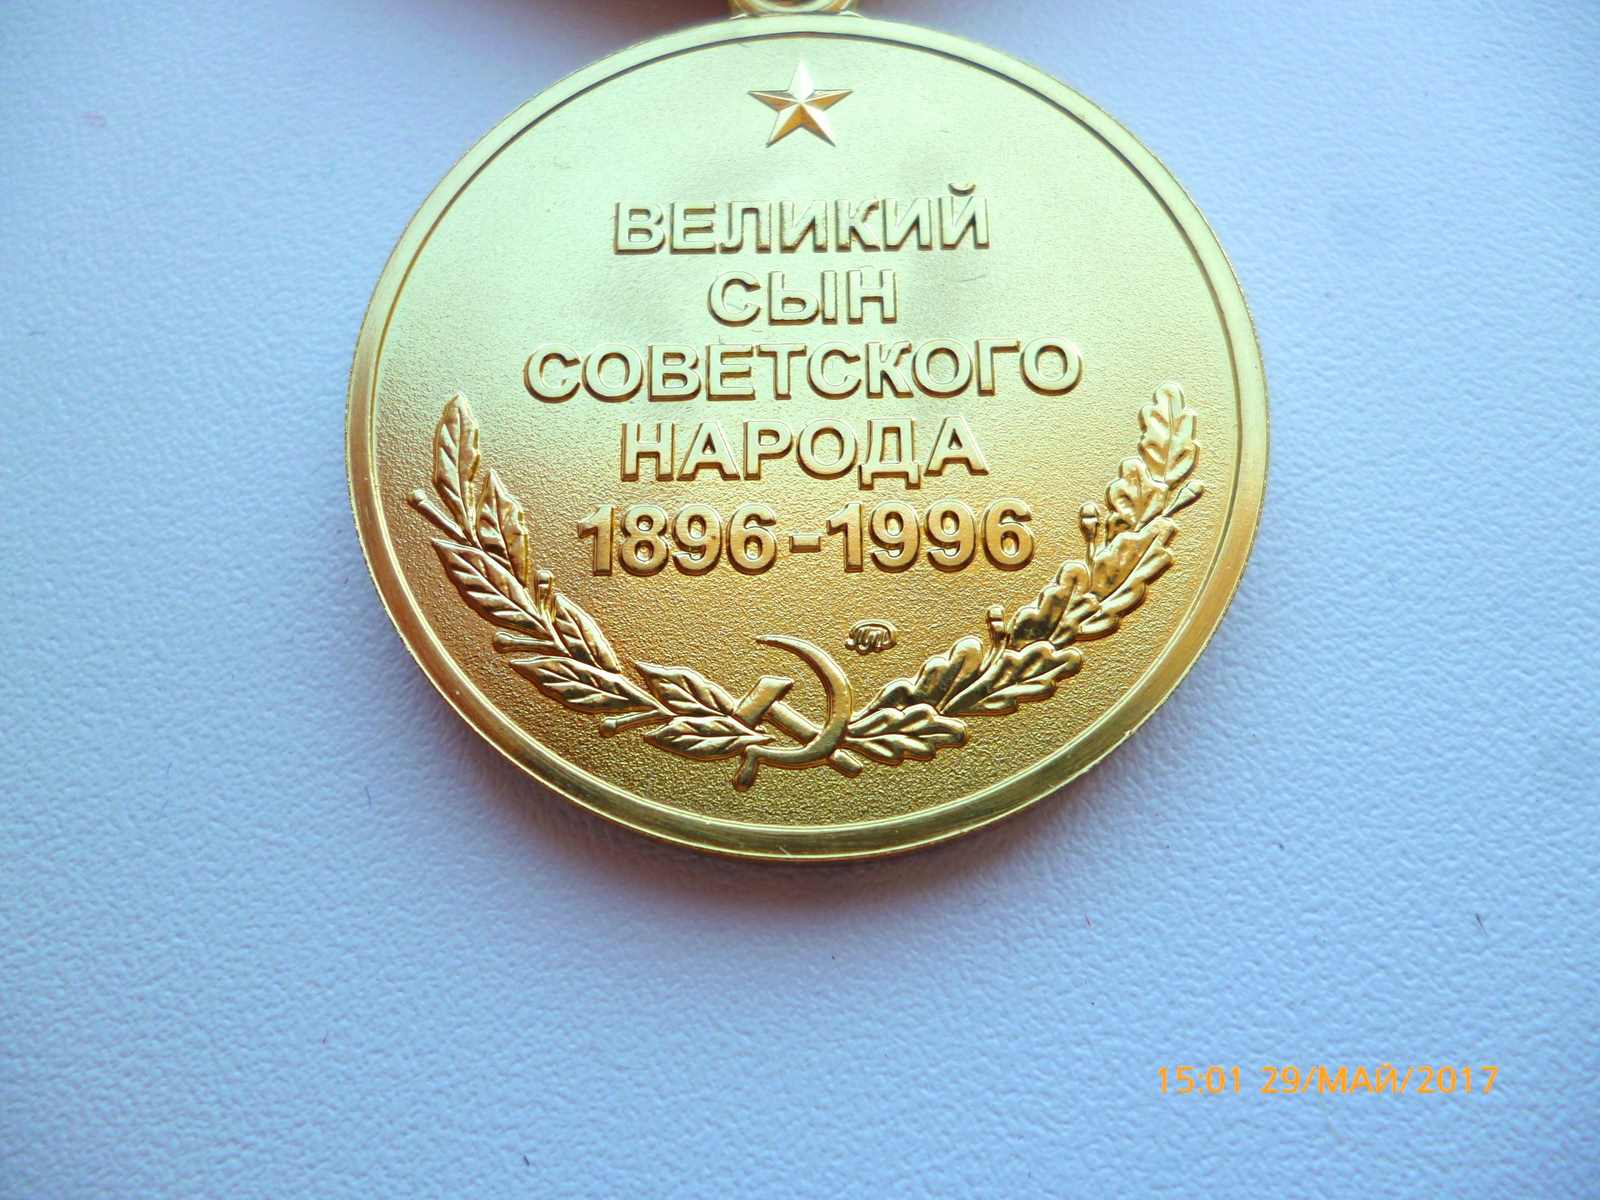 ВЕЛИКИЙ
СЫН
СОВЕТСКОГО
НАРОДА
1896-1996
15:01 29/МАЙ/2017